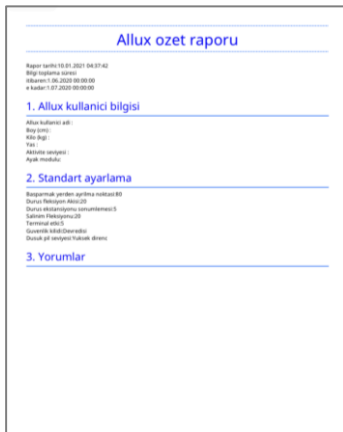 Allux ozet raporu
Rapor tarihi:10.01.2021 04:37:42
Bilgi toplama süresi
itibaren:1.06.2020 00:00:00
e kadar:1.07.2020 00:00:00
1. Allux kullanici bilgisi
Allux kullanici adi :
Boy (cm) :
Kilo (kg) :
Yas :
Aktivite seviyesi :
Ayak modulu:
2. Standart ayarlama
Basparmak yerden ayrilma noktasi:80
Durus fleksiyon Aksi:20
Durus ekstansiyonu sonumlemesi:5
Salinim Fleksiyonu:20
Terminal etki:5
Guvenlik kilidi:Devredisi
Dusuk pil seviyesi:Yuksek direnc
3. Yorumlar